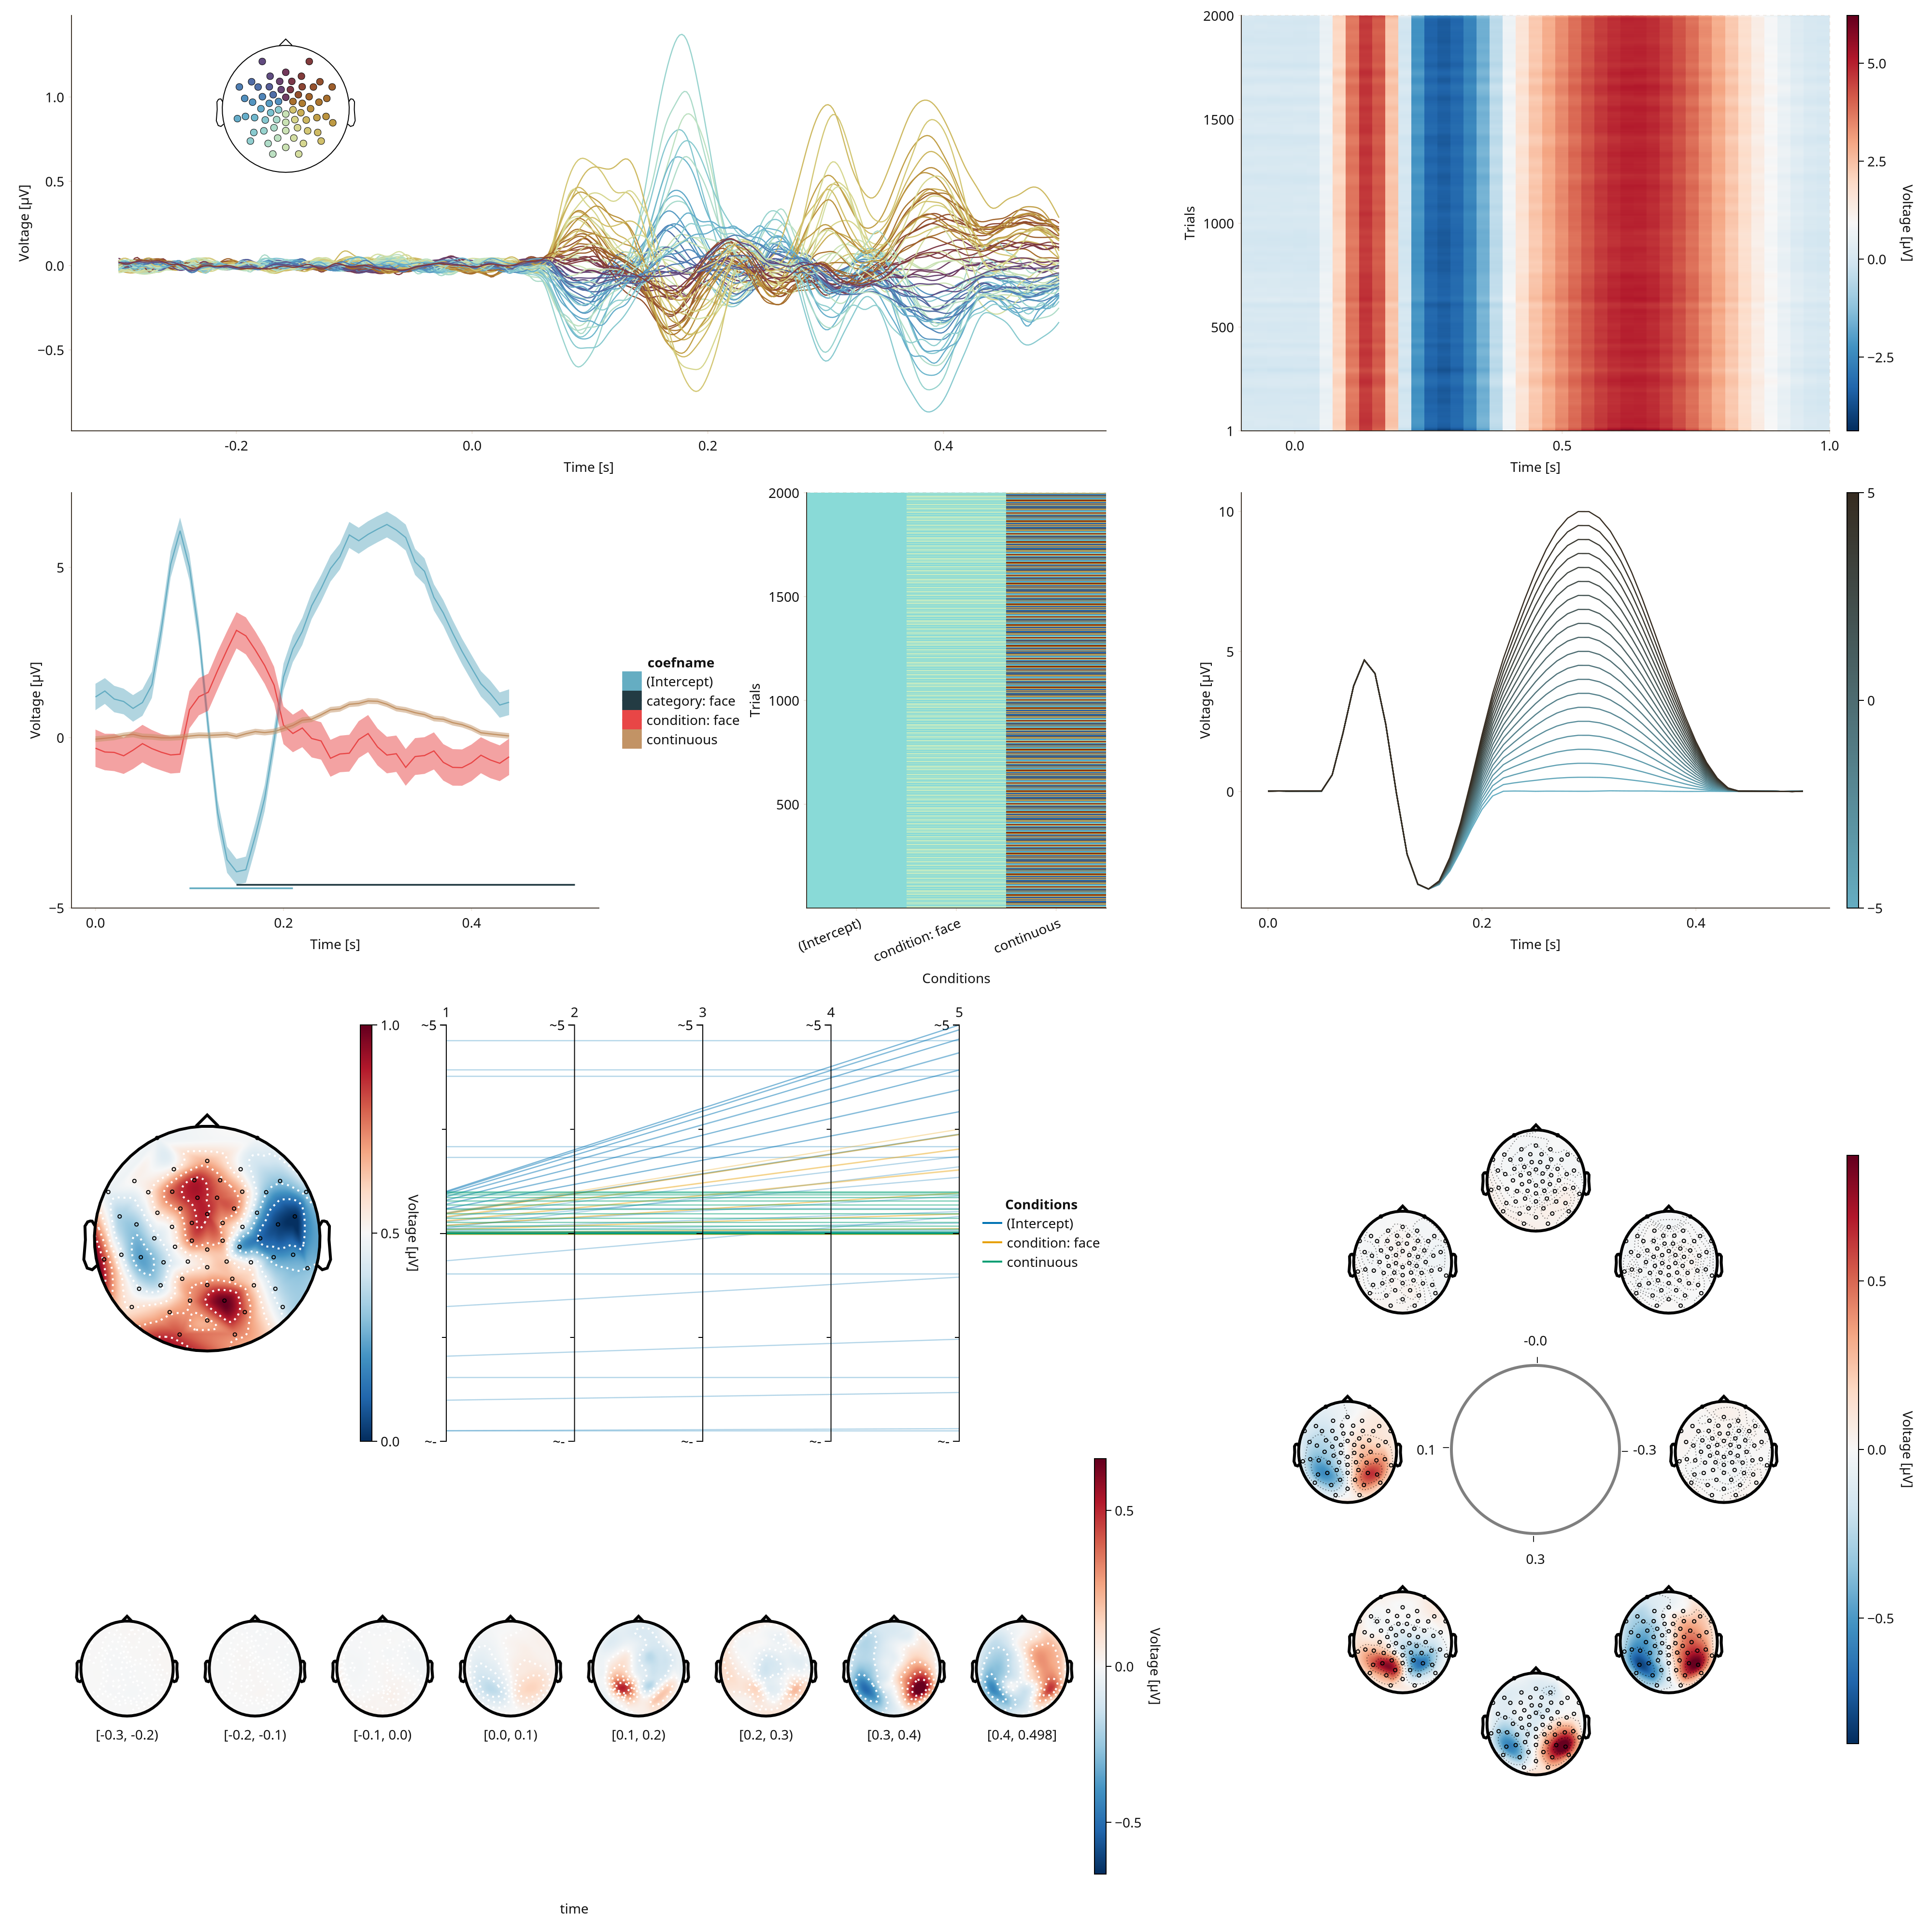 1.0
0.5
0.0
−0.5
Voltage [µV]
-0.2
0.0
0.2
0.4
Time [s]
2000
1500
1000
500
1
Trials
0.0
0.5
1.0
Time [s]
5.0
2.5
0.0
−2.5
Voltage [µV]
5
0
−5
Voltage [µV]
0.0
0.2
0.4
Time [s]
coefname
(Intercept)
category: face
condition: face
continuous
2000
1500
1000
500
Trials
(Intercept)
condition: face
continuous
Conditions
10
5
0
Voltage [µV]
0.0
0.2
0.4
Time [s]
5
0
−5
1.0
0.5
0.0
Voltage [µV]
1 2 3 4 5
~5 ~5 ~5 ~5 ~5
~- ~- ~- ~- ~-
Conditions
(Intercept)
condition: face
continuous
-0.0
0.1
-0.3
0.3
0.5
0.0
−0.5
Voltage [µV]
[-0.3, -0.2)
[-0.2, -0.1)
[-0.1, 0.0)
[0.0, 0.1)
[0.1, 0.2)
[0.2, 0.3)
[0.3, 0.4)
[0.4, 0.498]
time
0.5
0.0
−0.5
Voltage [µV]